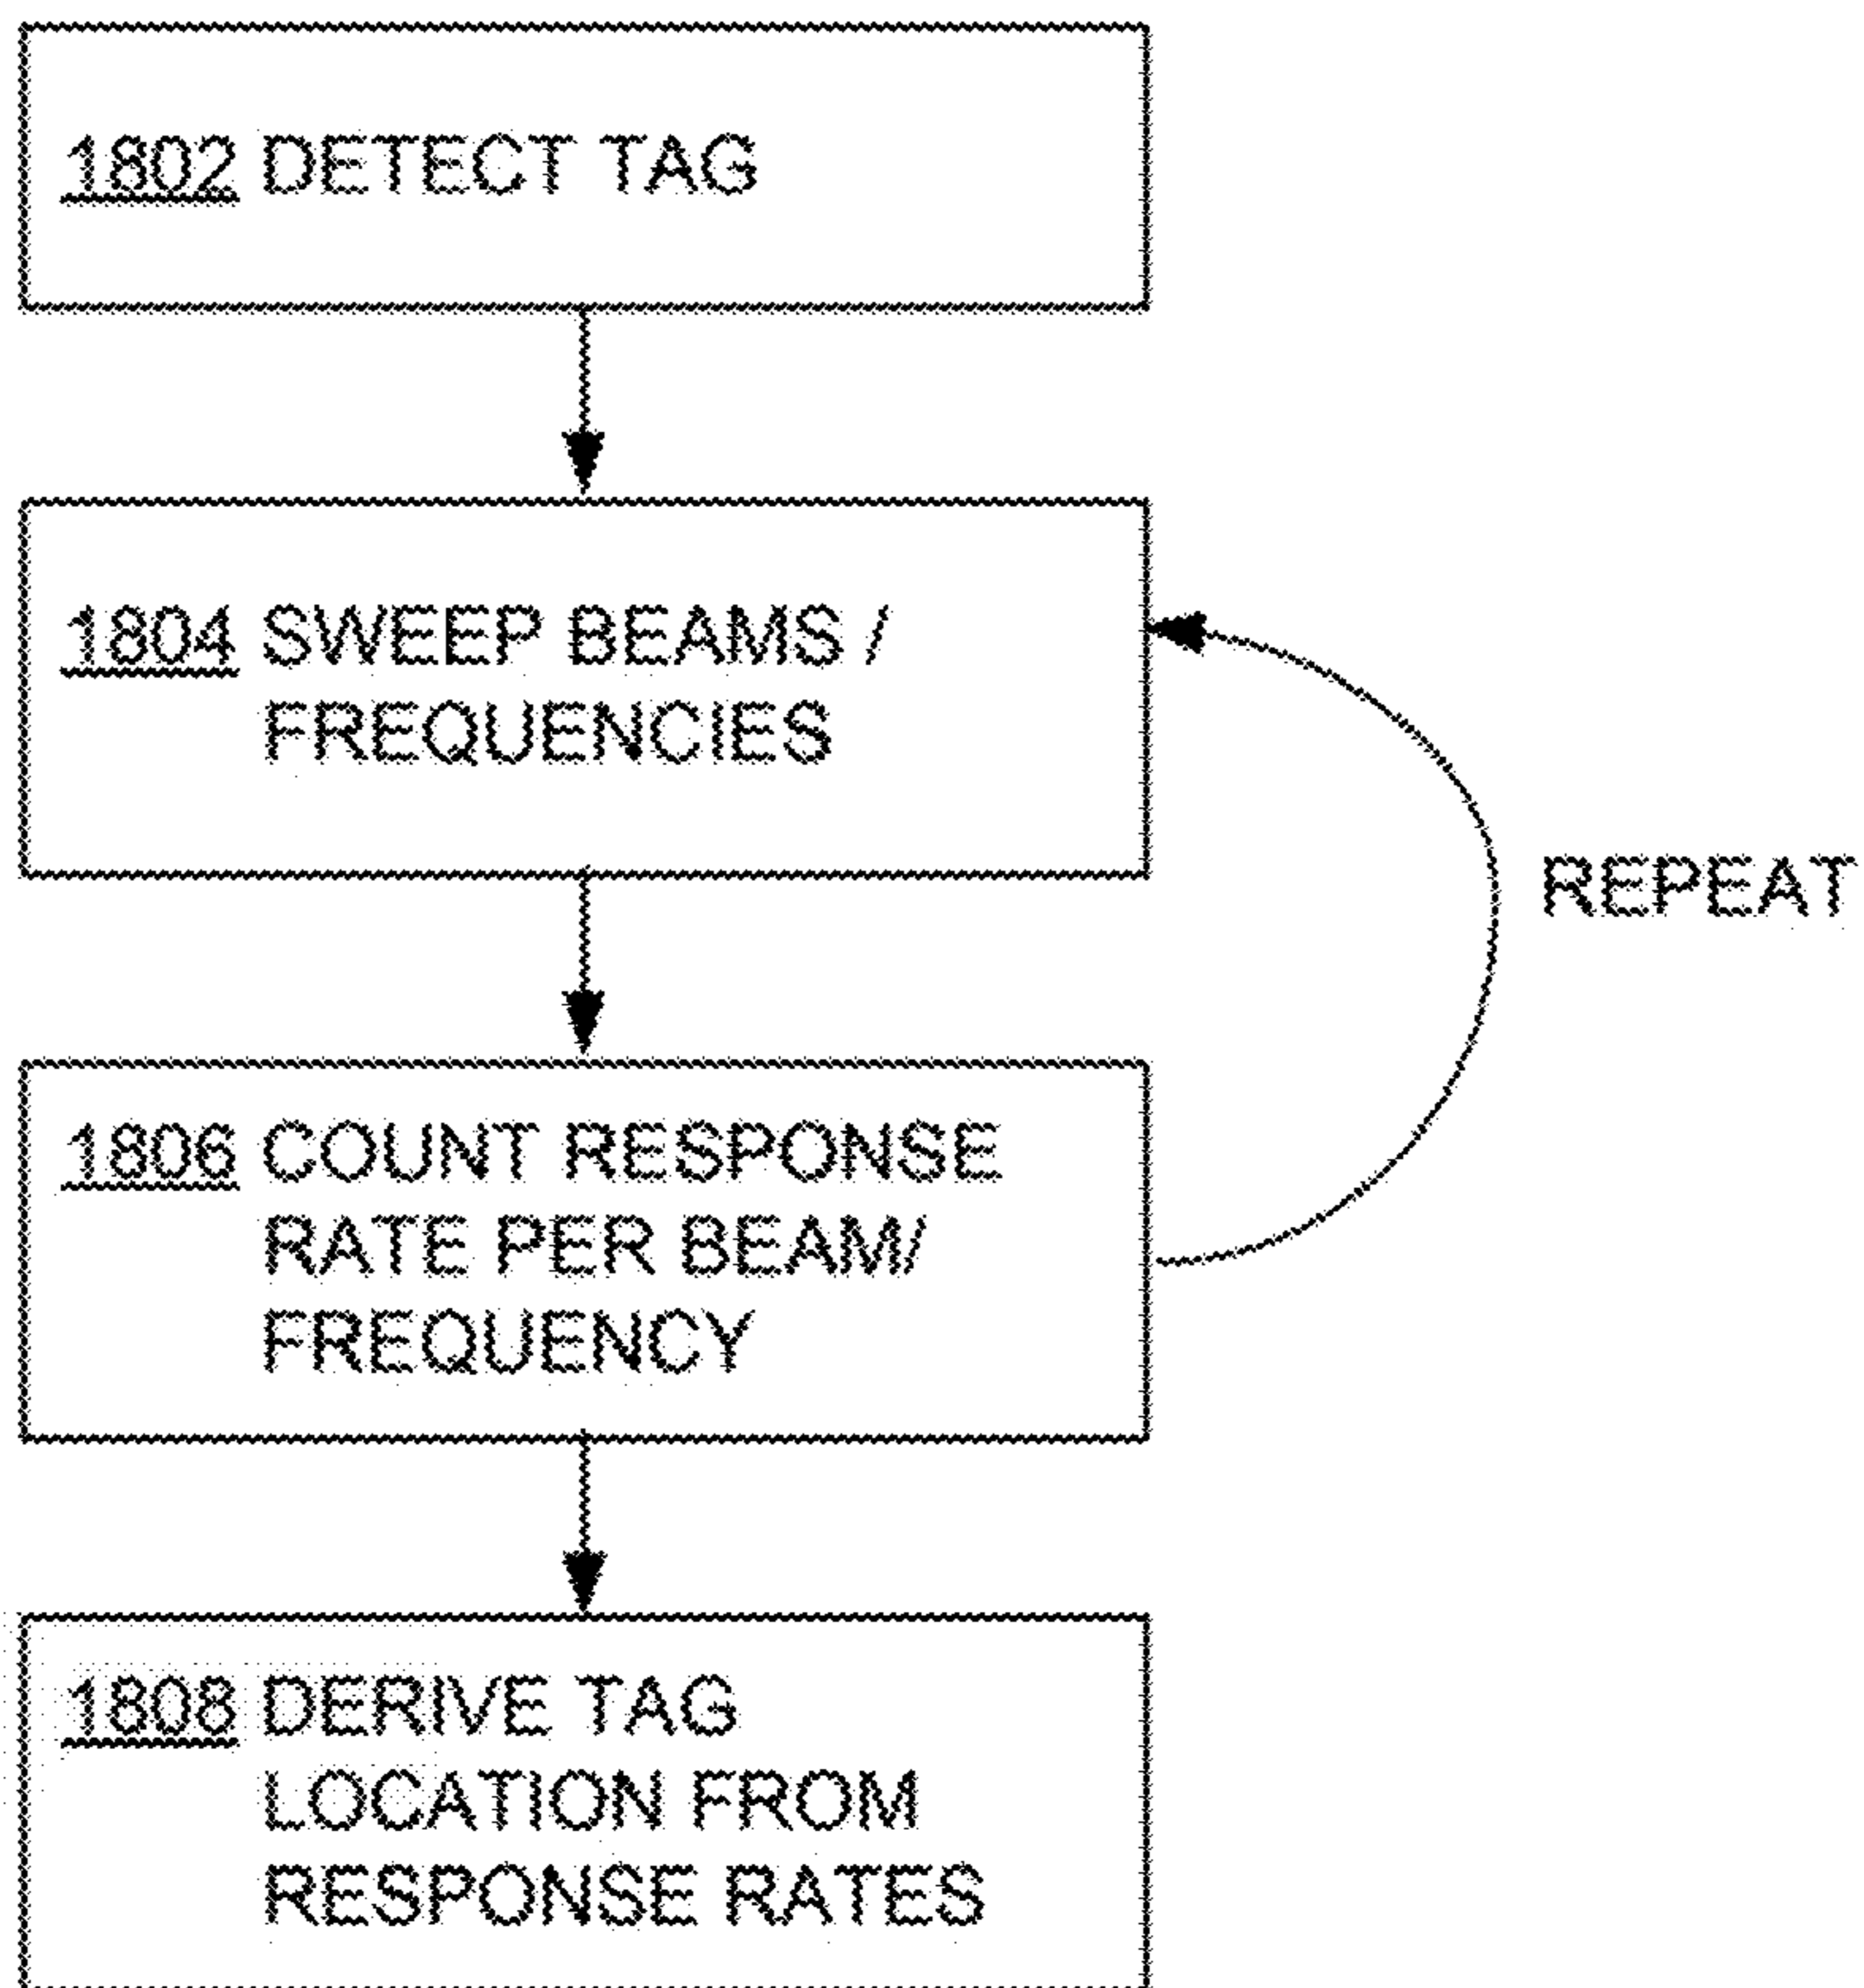 1802 DETECT TAG
1804 SWEEP BEAMS /
FREQUENCIES
REPEAT
1806 COUNT RESPONSE
RATE PER BEAM/
FREQUENCY
1808 DERIVE TAG
LOCATION FROM
RESPONSE RATES